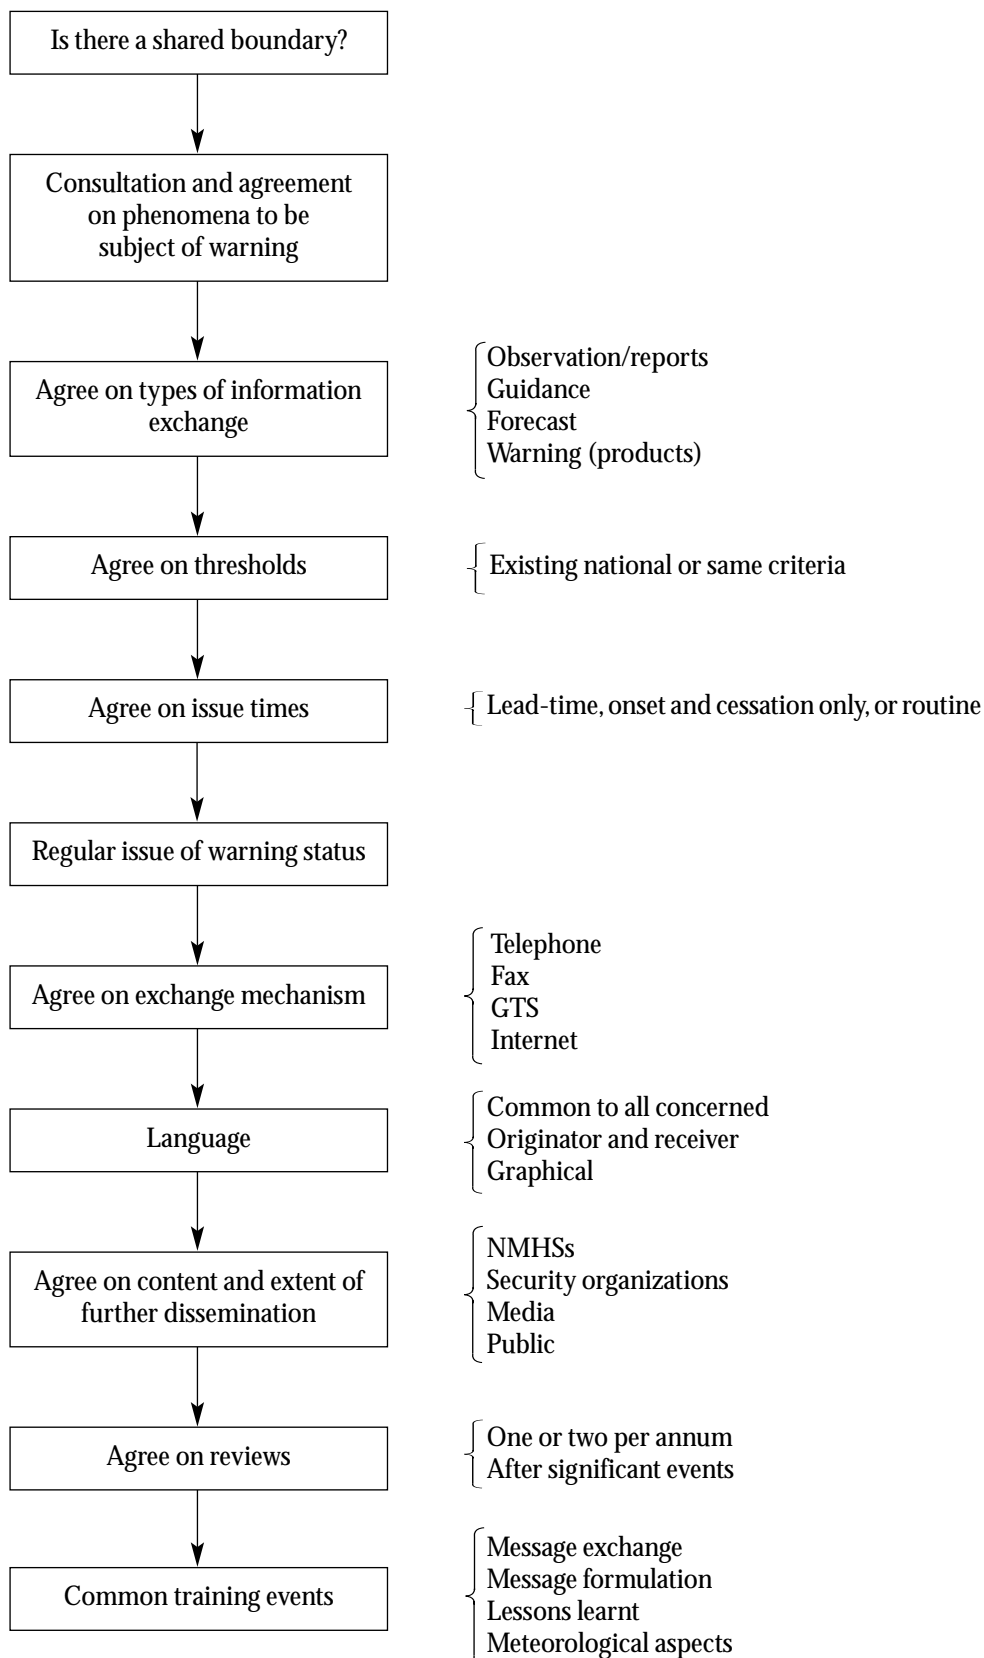 Is there a shared boundary?
Consultation and agreement
on phenomena to be
subject of warning
Agree on types of information
exchange
Observation/reports
Guidance
Forecast
Warning (products)
Agree on thresholds
Existing national or same criteria
Agree on issue times
Lead-time, onset and cessation only, or routine
Regular issue of warning status
Agree on exchange mechanism
Telephone
Fax
GTS
Internet
Language
Common to all concerned
Originator and receiver
Graphical
Agree on content and extent of
further dissemination
NMHSs
Security organizations
Media
Public
Agree on reviews
One or two per annum
After significant events
Common training events
Message exchange
Message formulation
Lessons learnt
Meteorological aspects